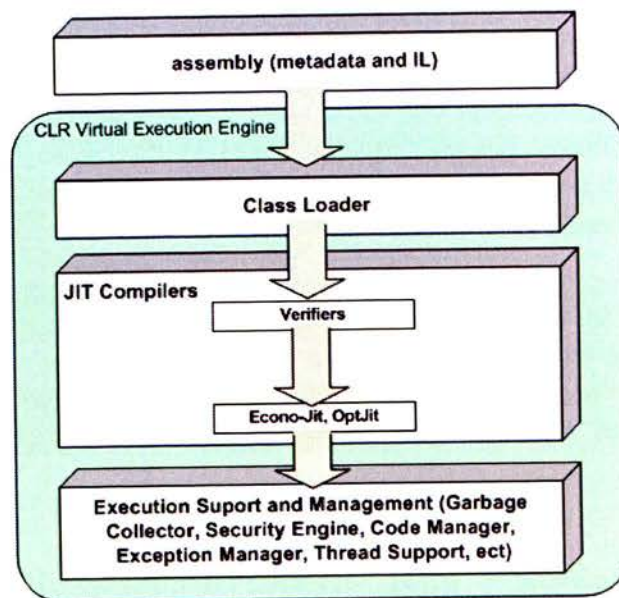 assembly (metadata and IL)
CLR Virtual Execution Engine
Class Loader
JIT Compilers
Verifiers
Econo-Jit, OptJit
Execution Suport and Management (Garbage
Collector, Security Engine, Code Manager,
Exception Manager, Thread Support, ect)